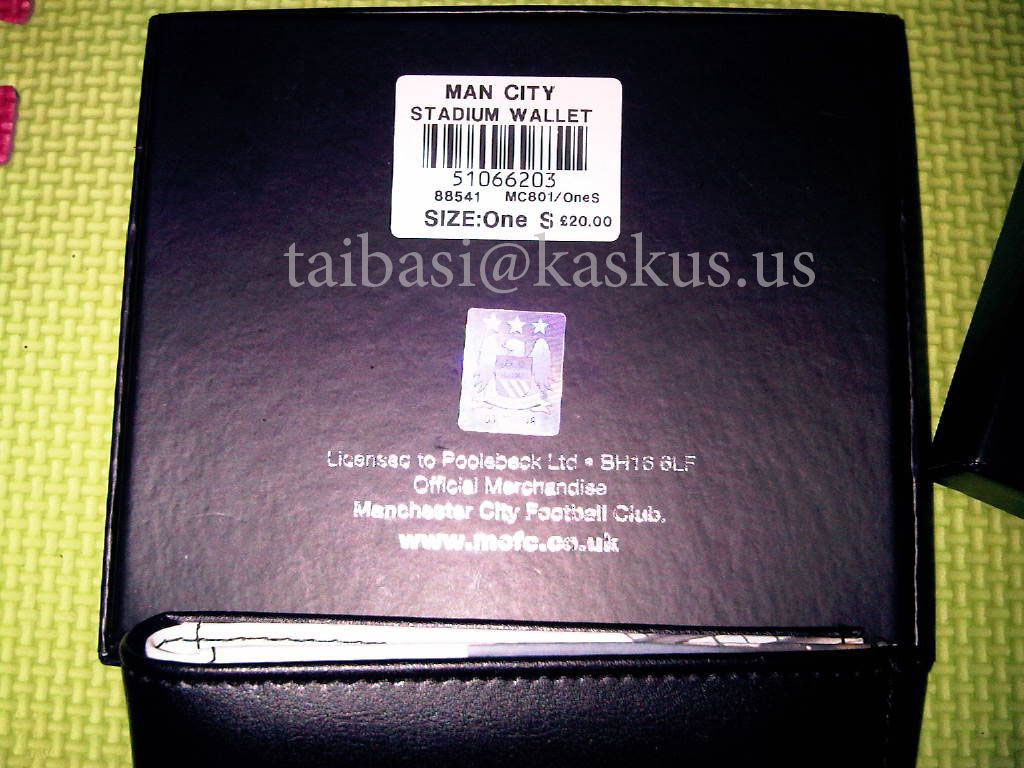 MAN CITY
STADIUM WALLET
51066203
88541 MC801/OneS
SIZE:One S £20.00
taibasi@kaskus.us
Licensed to Poolebeck Ltd • BH16 6LF
Official Merchandise
Manchester City Football Club.
www.mcfc.co.uk